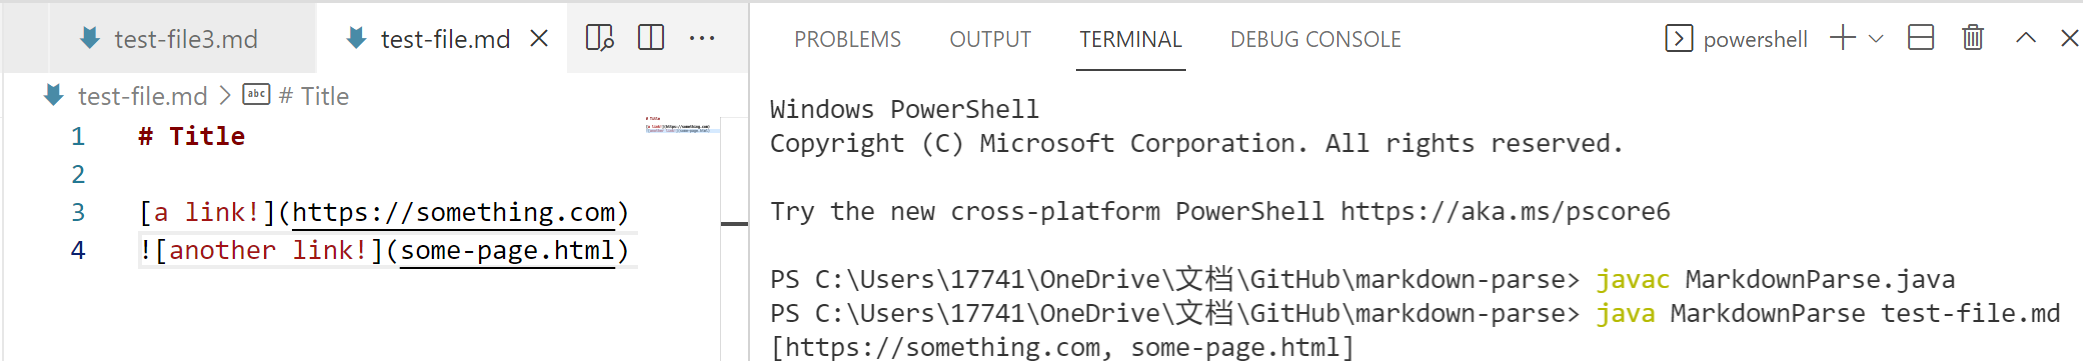 test-file3.md
test-file.md
test-file.md > # Title
1 # Title
2
3 [a link!](https://something.com)
4 ![another link!](some-page.html)
PROBLEMS OUTPUT TERMINAL DEBUG CONSOLE powershell
Windows PowerShell
Copyright (C) Microsoft Corporation. All rights reserved.
Try the new cross-platform PowerShell https://aka.ms/pscore6
PS C:\Users\17741\OneDrive\文档\GitHub\markdown-parse> javac MarkdownParse.java
PS C:\Users\17741\OneDrive\文档\GitHub\markdown-parse> java MarkdownParse test-file.md
[https://something.com, some-page.html]